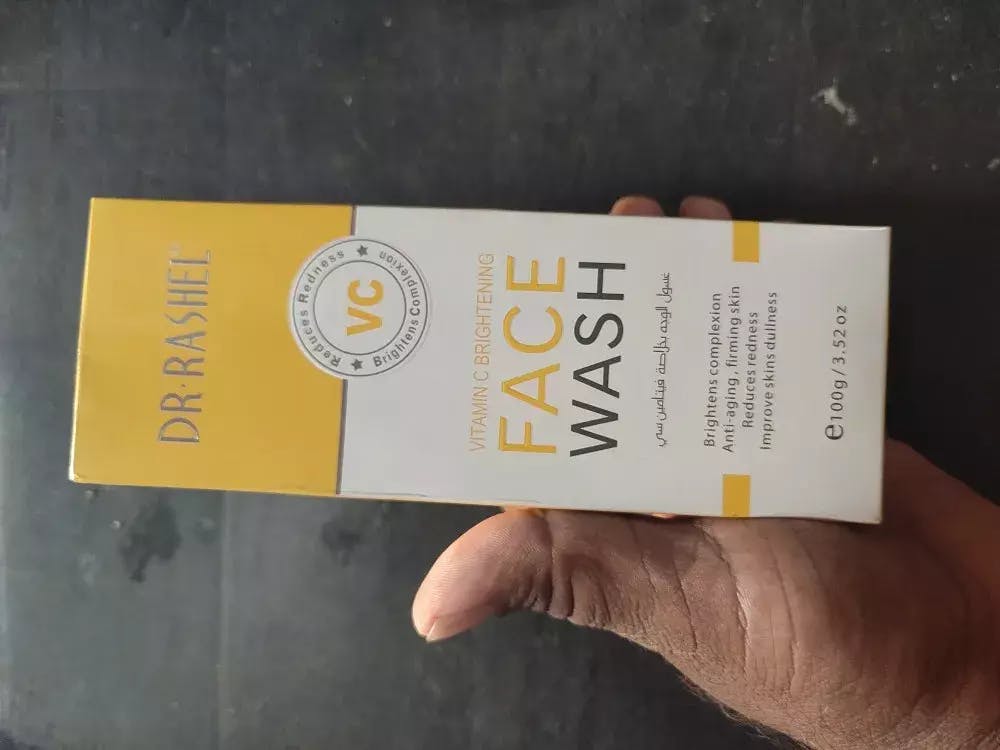 DR·RASHEL
Reduces Redness
VC
Brightens Complexion
VITAMIN C BRIGHTENING
FACE
WASH
غسول الوجه بخلاصة فيتامين سي
Brightens complexion
Anti-aging , firming skin
Reduces redness
Improve skins dullness
e100g/3.52oz